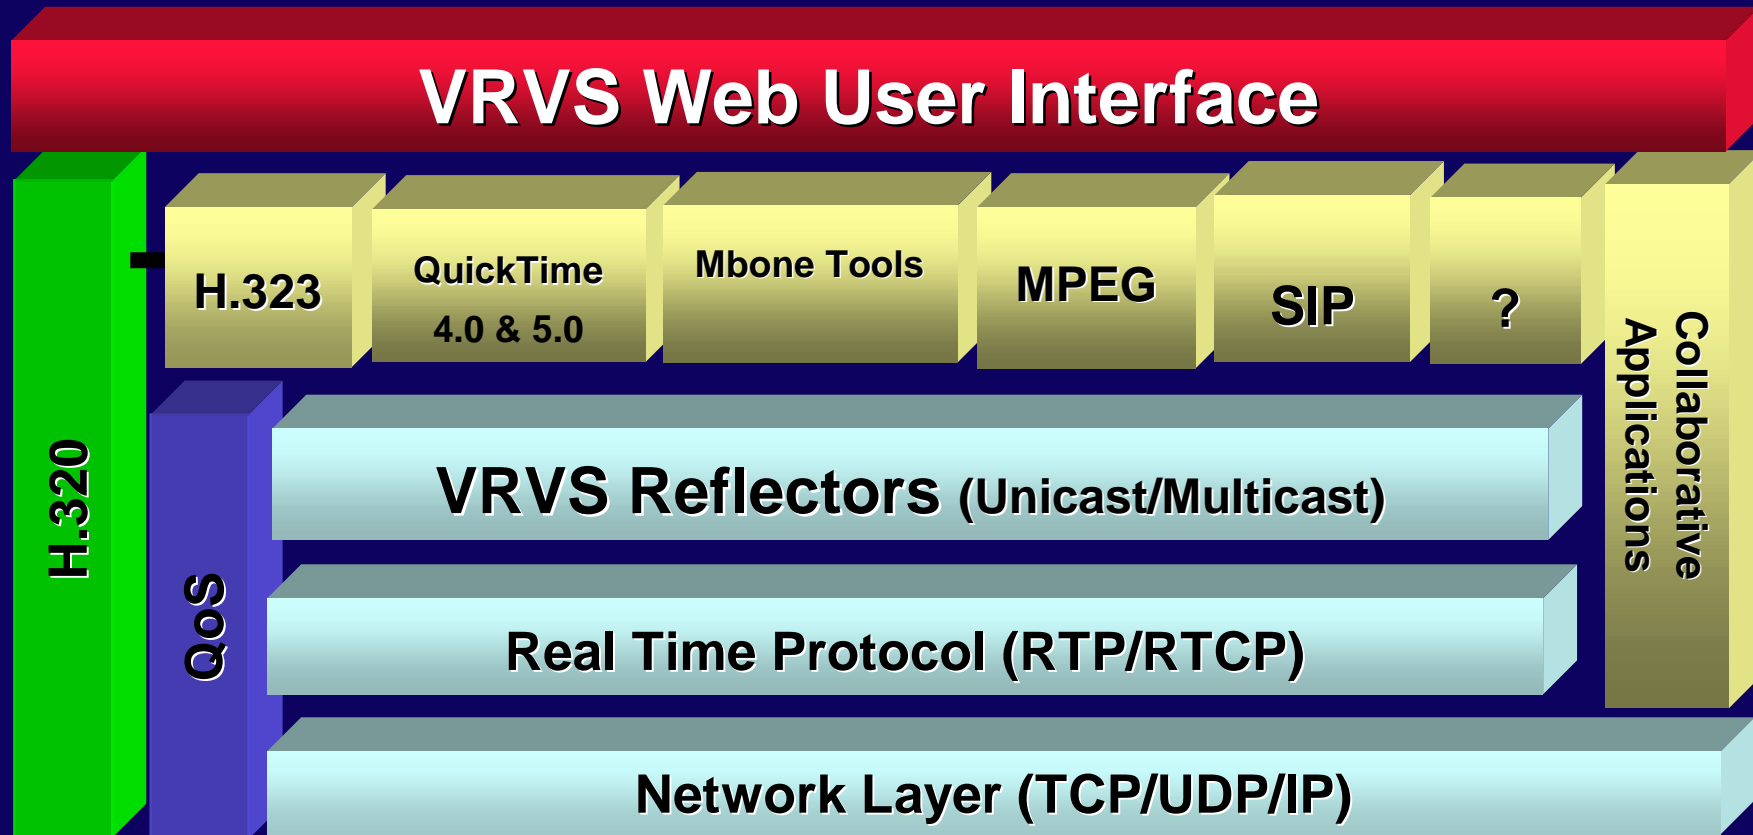 VRVS Web User Interface
H.320
H.323
QuickTime
4.0 & 5.0
Mbone Tools
MPEG
SIP
?
Collaborative
Applications
QoS
VRVS Reflectors (Unicast/Multicast)
Real Time Protocol (RTP/RTCP)
Network Layer (TCP/UDP/IP)